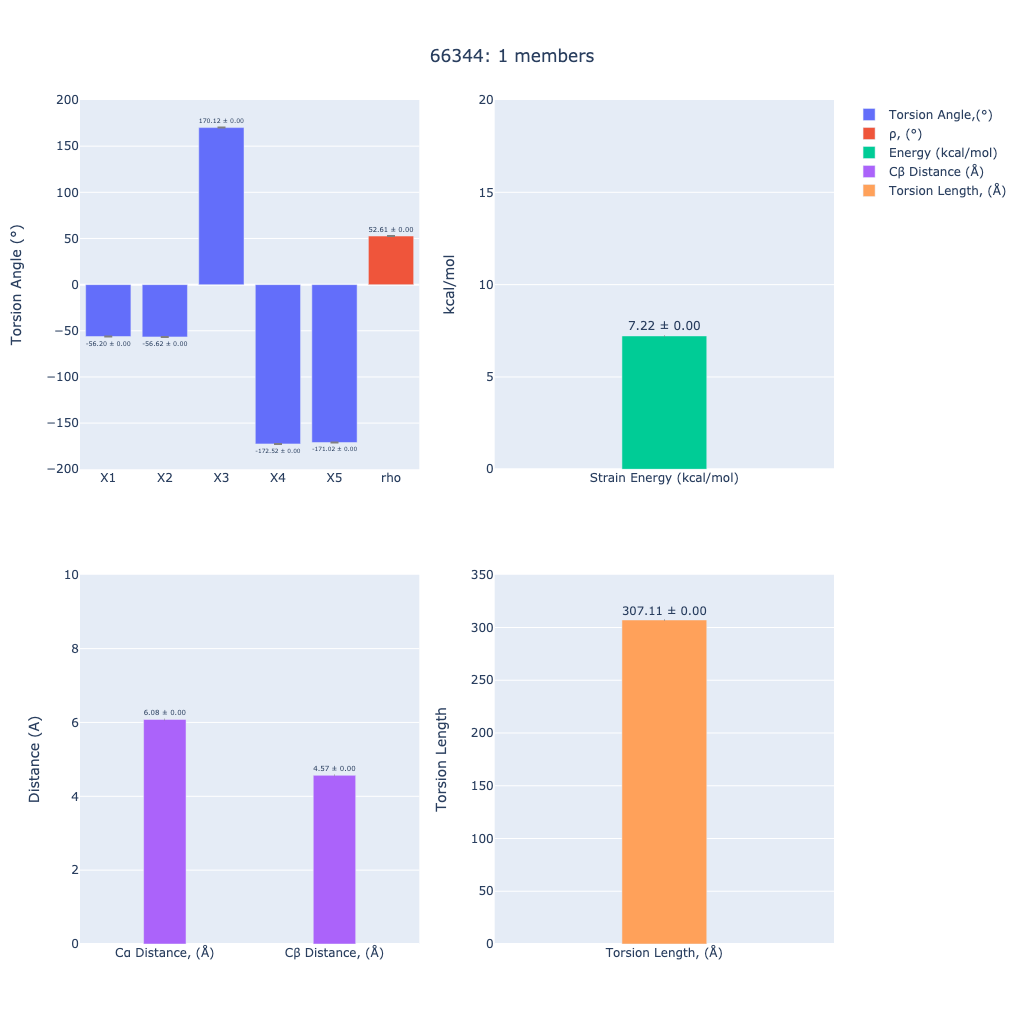 66344: 1 members
Torsion Angle (°)
200
150
100
50
0
−50
−100
−150
−200
170.12 ± 0.00
52.61 ± 0.00
-56.20 ± 0.00
-56.62 ± 0.00
-172.52 ± 0.00
-171.02 ± 0.00
X1
X2
X3
X4
X5
rho
kcal/mol
20
15
10
5
0
7.22 ± 0.00
Strain Energy (kcal/mol)
Torsion Angle,(°)
ρ, (°)
Energy (kcal/mol)
Cβ Distance (Å)
Torsion Length, (Å)
Distance (A)
10
8
6
4
2
0
6.08 ± 0.00
4.57 ± 0.00
Cα Distance, (Å)
Cβ Distance, (Å)
Torsion Length
350
300
250
200
150
100
50
0
307.11 ± 0.00
Torsion Length, (Å)